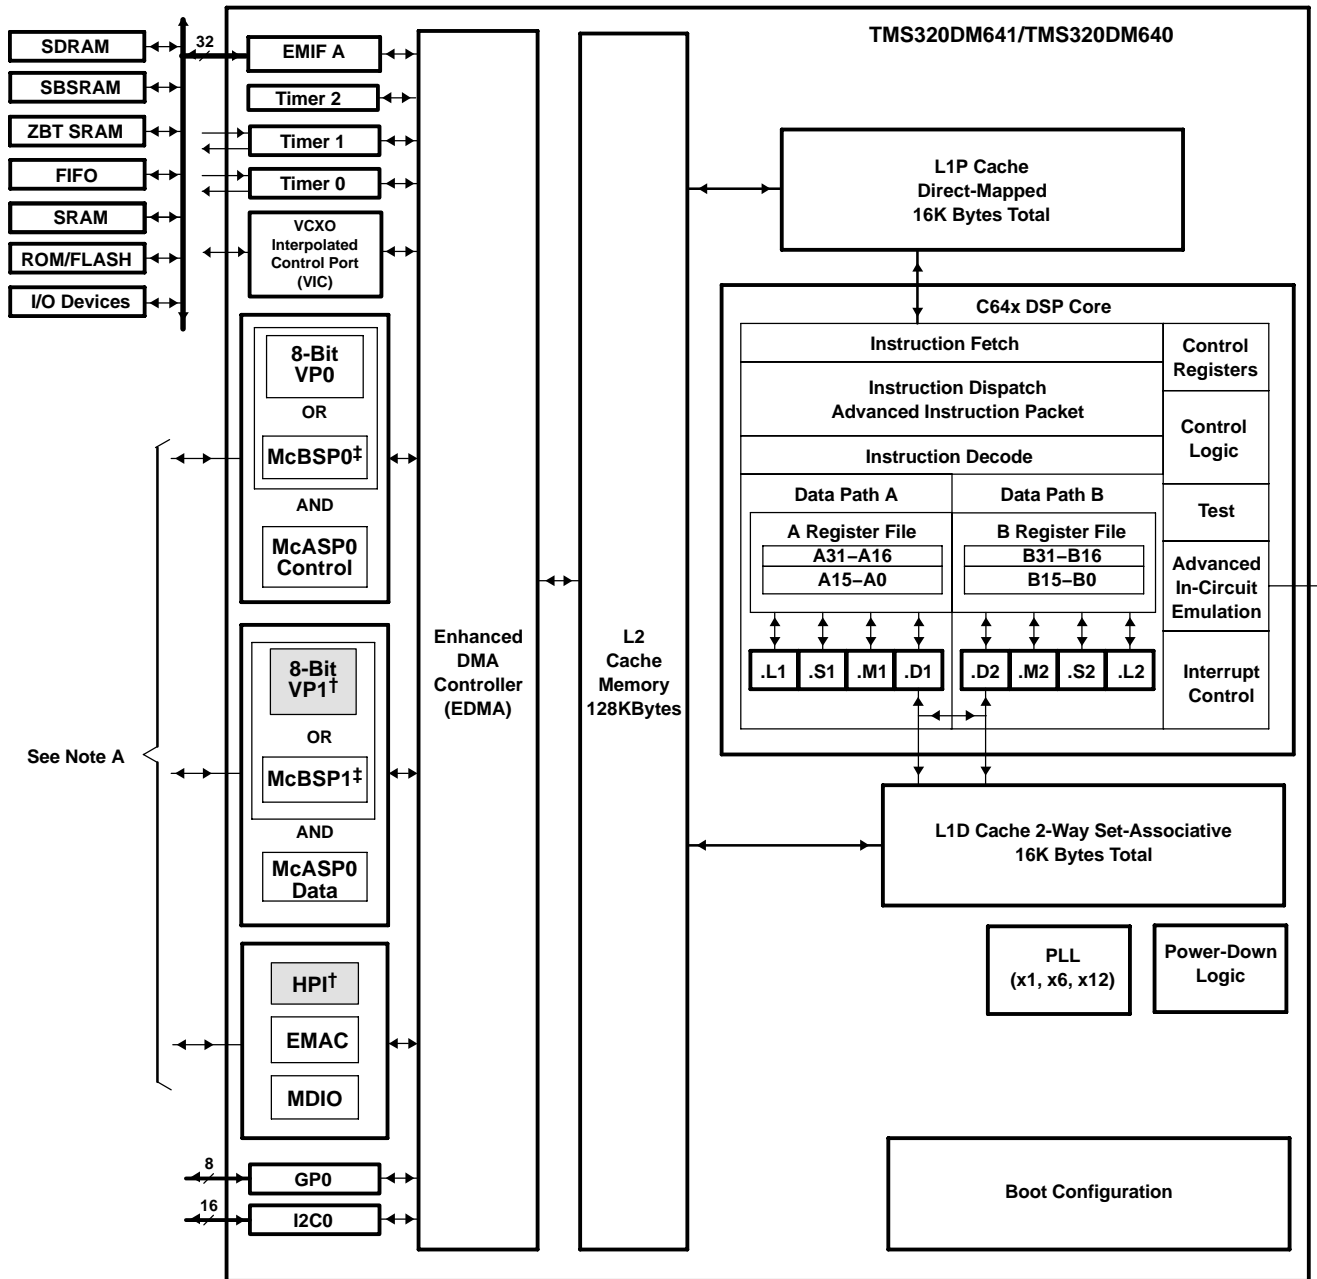 TMS320DM641/TMS320DM640
SDRAM
SBSRAM
ZBT SRAM
FIFO
SRAM
ROM/FLASH
I/O Devices
32
EMIF A
Timer 2
Timer 1
Timer 0
VCXO
Interpolated
Control Port
(VIC)
8-Bit
VP0
OR
McBSP0‡
AND
McASP0
Control
8-Bit
VP1†
OR
McBSP1‡
AND
McASP0
Data
See Note A
HPI†
EMAC
MDIO
8
GP0
16
I2C0
Enhanced
DMA
Controller
(EDMA)
L2
Cache
Memory
128KBytes
L1P Cache
Direct-Mapped
16K Bytes Total
C64x DSP Core
Instruction Fetch
Instruction Dispatch
Advanced Instruction Packet
Instruction Decode
Data Path A
Data Path B
A Register File
A31–A16
A15–A0
B Register File
B31–B16
B15–B0
.L1
.S1
.M1
.D1
.D2
.M2
.S2
.L2
Control
Registers
Control
Logic
Test
Advanced
In-Circuit
Emulation
Interrupt
Control
L1D Cache 2-Way Set-Associative
16K Bytes Total
PLL
(x1, x6, x12)
Power-Down
Logic
Boot Configuration